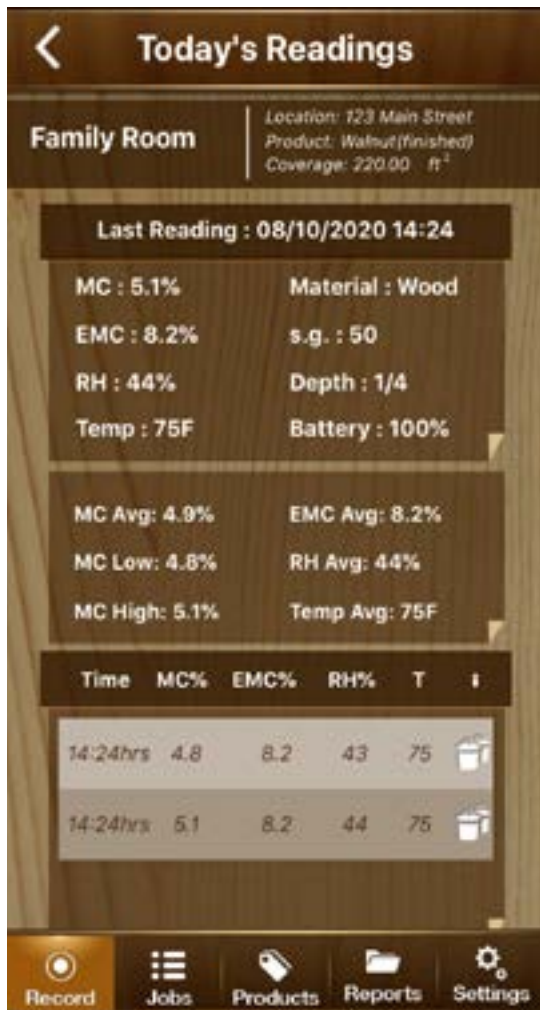 Today's Readings
Family Room
Location: 123 Main Street
Product: Walnut(finished)
Coverage: 220.00 ft²
Last Reading : 08/10/2020 14:24
MC : 5.1% Material : Wood
EMC : 8.2% s.g. : 50
RH : 44% Depth : 1/4
Temp : 75F Battery : 100%
MC Avg: 4.9% EMC Avg: 8.2%
MC Low: 4.8% RH Avg: 44%
MC High: 5.1% Temp Avg: 75F
Time MC% EMC% RH% T
14:24hrs 4.8 8.2 43 75
14:24hrs 5.1 8.2 44 75
Record Jobs Products Reports Settings